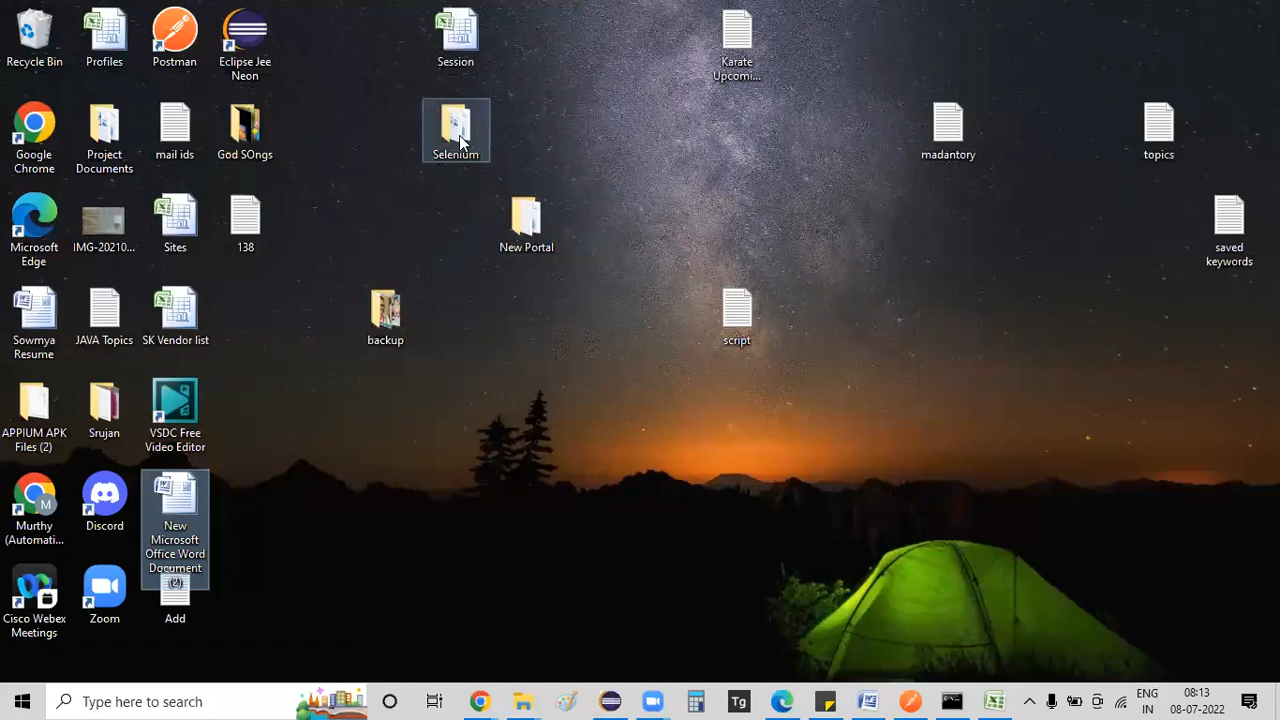 Recycle Bin
Profiles
Postman
Eclipse Jee
Neon
Session
Karate
Upcomi...
Google
Chrome
Project
Documents
mail ids
God SOngs
Selenium
madantory
topics
Microsoft
Edge
IMG-20210...
Sites
138
New Portal
saved
keywords
Sowmya
Resume
JAVA Topics
SK Vendor list
backup
script
APPIUM APK
Files (2)
Srujan
VSDC Free
Video Editor
Murthy
(Automati...
Discord
New
Microsoft
Office Word
Document
(2)
Cisco Webex
Meetings
Zoom
Add
Type here to search
Tg
ENG
IN
08:13
08-07-2022